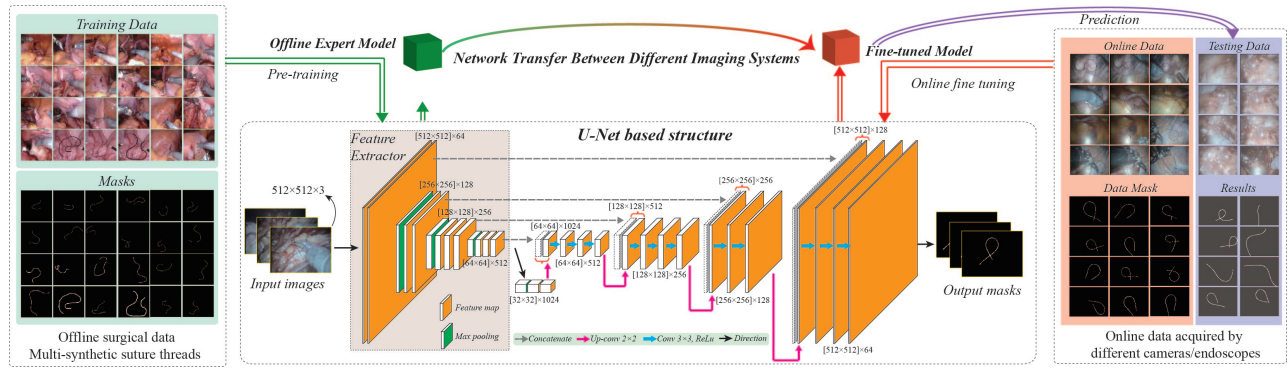 Training Data
Masks
Offline surgical data
Multi-synthetic suture threads
Offline Expert Model
Pre-training
Network Transfer Between Different Imaging Systems
Fine-tuned Model
Online fine tuning
Prediction
U-Net based structure
Feature
Extractor
512×512×3
Input images
[512×512]×64
[256×256]×128
[128×128]×256
[64×64]×512
[32×32]×1024
[64×64]×1024
[64×64]×512
[128×128]×512
[128×128]×256
[256×256]×256
[256×256]×128
[512×512]×128
[512×512]×64
Feature map
Max pooling
Concatenate
Up-conv 2×2
Conv 3×3, ReLu
Direction
Output masks
Online Data
Testing Data
Data Mask
Results
Online data acquired by
different cameras/endoscopes